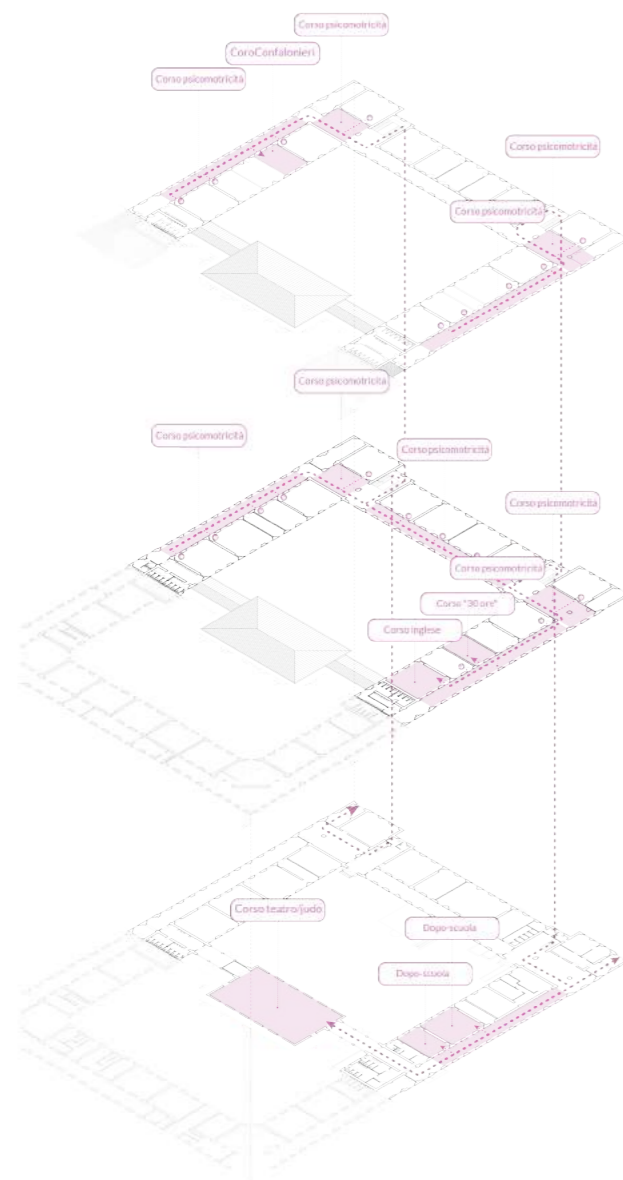 Corso psicomotricità
CoroConfalonieri
Corso psicomotricità
Corso psicomotricità
Corso psicomotricità
Corso psicomotricità
Corso psicomotricità
Corso psicomotricità
Corso psicomotricità
Corso psicomotricità
Corso "30 ore"
Corso inglese
Corso teatro/judo
Dopo-scuola
Dopo-scuola